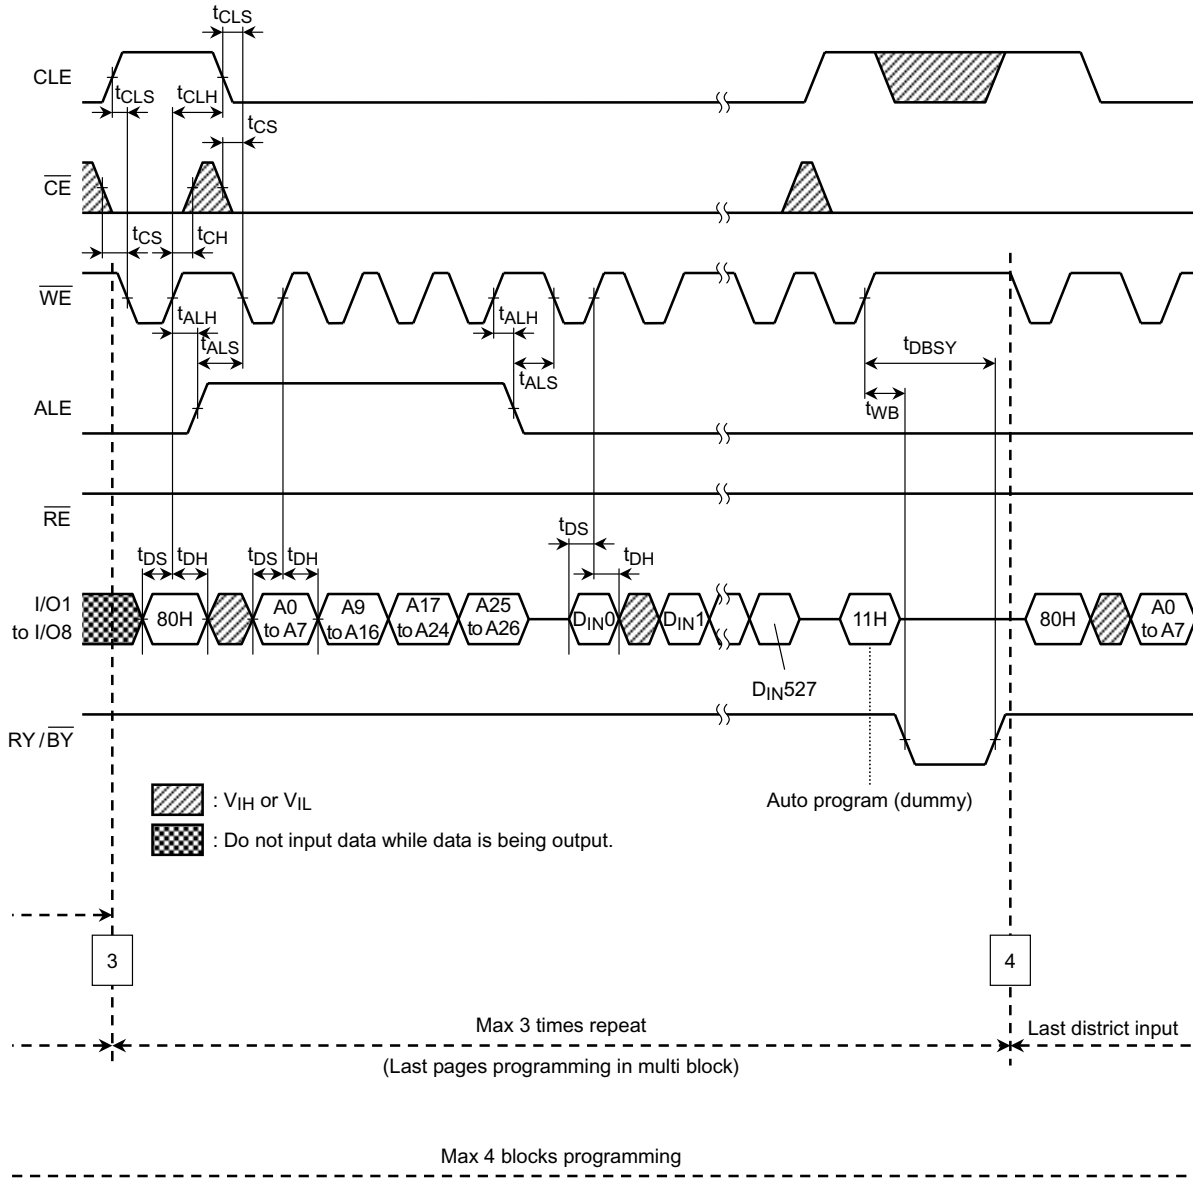 tCLS
CLE
tCLS
tCLH
tCS
CE
tCS
tCH
WE
tALH
tALS
tALH
tALS
tDBSY
tWB
ALE
RE
tDS
tDH
tDS
tDH
tDS
tDH
I/O1
to I/O8
80H
A0
to A7
A9
to A16
A17
to A24
A25
to A26
DIN0
DIN1
DIN527
11H
80H
A0
to A7
RY/BY
: VIH or VIL
: Do not input data while data is being output.
Auto program (dummy)
3
4
Max 3 times repeat
(Last pages programming in multi block)
Last district input
Max 4 blocks programming